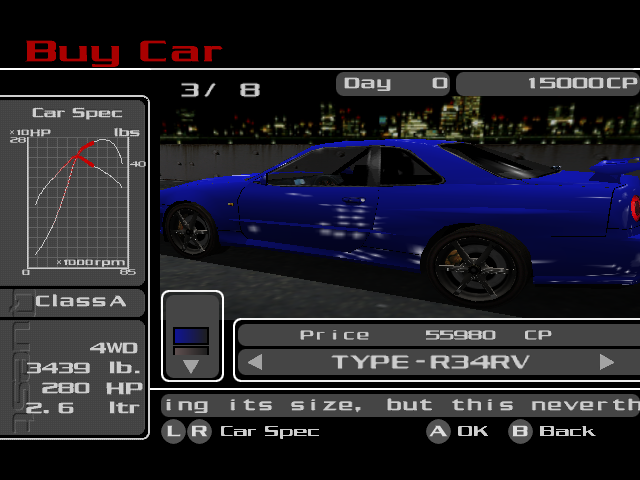 Buy Car
3/ 8
Day 0
15000CP
Car Spec
×10HP
lbs
28
40
×1000rpm
0
85
ClassA
4WD
3439 lb.
280 HP
2. 6 ltr
Price 55980 CP
TYPE-R34RV
ing its size, but this neverth
L R Car Spec
A OK B Back